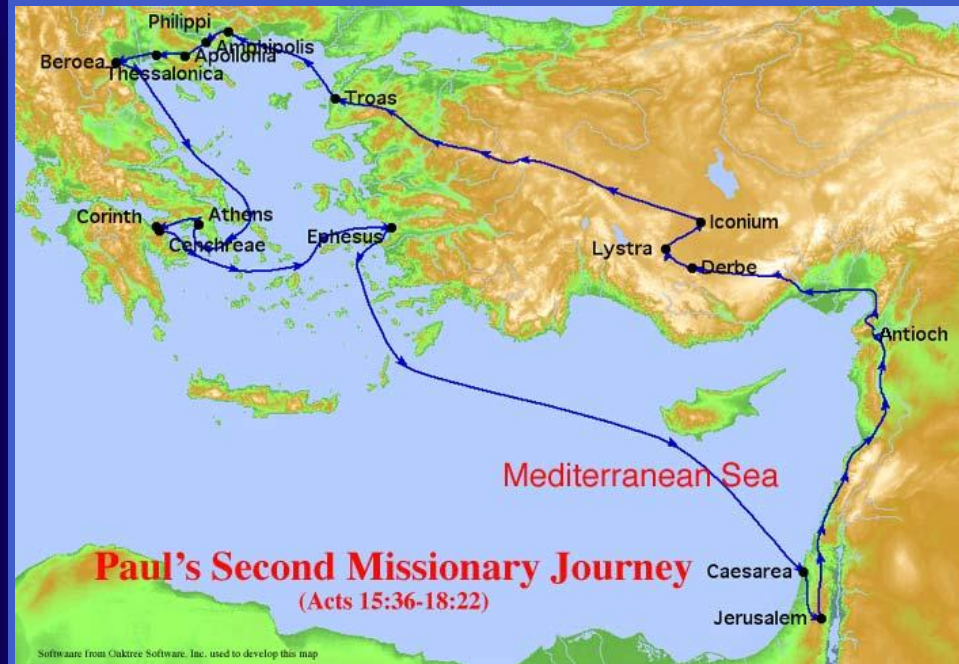 Philippi
Amphipolis
Beroea
Apollonia
Thessalonica
Troas
Corinth
Athens
Cenchreae
Ephesus
Iconium
Lystra
Derbe
Antioch
Mediterranean Sea
Paul's Second Missionary Journey
(Acts 15:36-18:22)
Caesarea
Jerusalem
Softwaare from Oaktree Software, Inc. used to develop this map